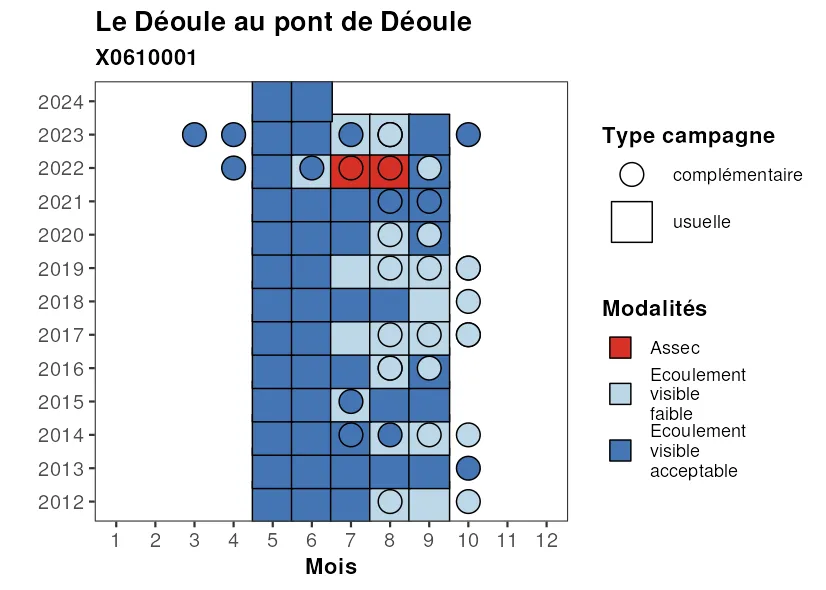 Le Déoule au pont de Déoule
X0610001
2024
2023
2022
2021
2020
2019
2018
2017
2016
2015
2014
2013
2012
1 2 3 4 5 6 7 8 9 10 11 12
Mois
Type campagne
complémentaire
usuelle
Modalités
Assec
Ecoulement
visible
faible
Ecoulement
visible
acceptable